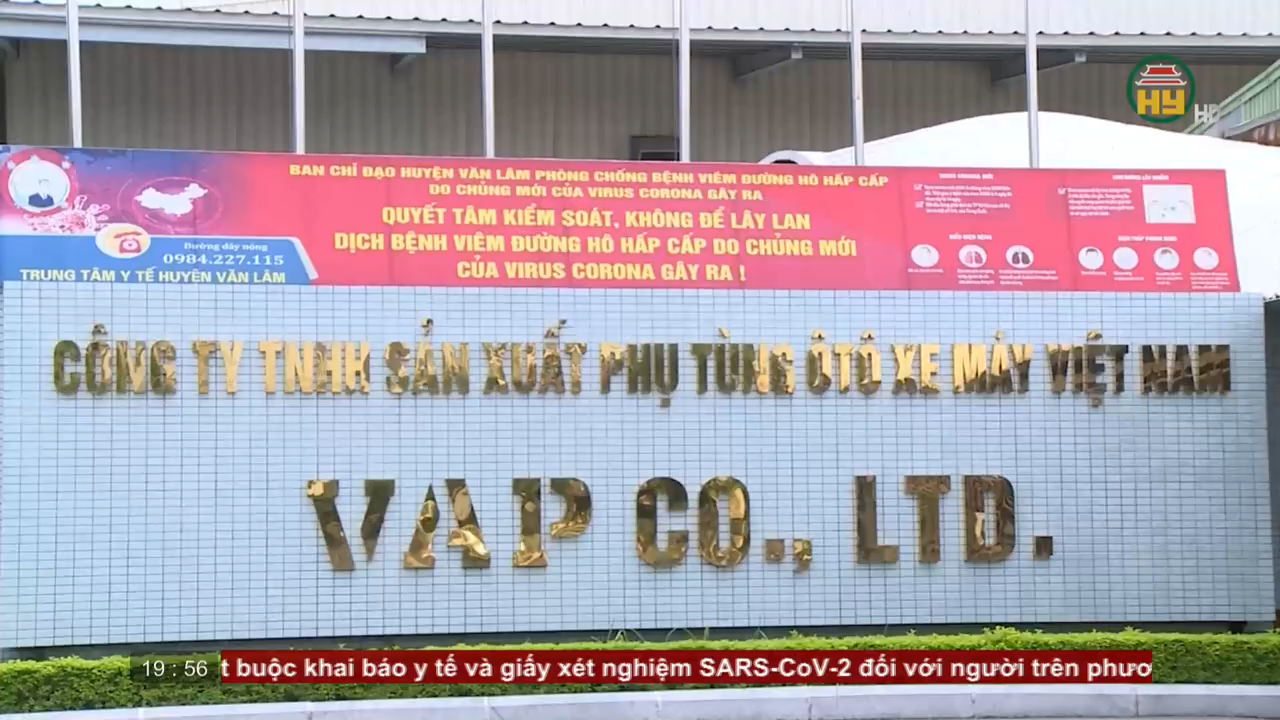 HY HD
BAN CHỈ ĐẠO HUYỆN VĂN LÂM PHÒNG CHỐNG BỆNH VIÊM ĐƯỜNG HÔ HẤP CẤP
DO CHỦNG MỚI CỦA VIRUS CORONA GÂY RA
QUYẾT TÂM KIỂM SOÁT, KHÔNG ĐỂ LÂY LAN
DỊCH BỆNH VIÊM ĐƯỜNG HÔ HẤP CẤP DO CHỦNG MỚI
CỦA VIRUS CORONA GÂY RA !
Đường dây nóng
0984.227.115
TRUNG TÂM Y TẾ HUYỆN VĂN LÂM
CÔNG TY TNHH SẢN XUẤT PHỤ TÙNG ÔTÔ XE MÁY VIỆT NAM
VAP CO., LTD.
19 : 56 t buộc khai báo y tế và giấy xét nghiệm SARS-CoV-2 đối với người trên phươ